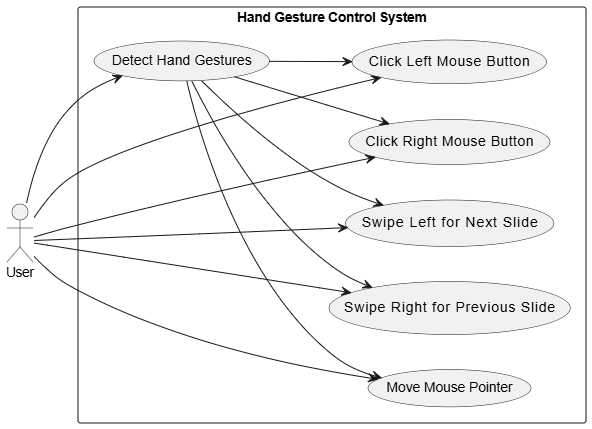 Hand Gesture Control System
Detect Hand Gestures
Click Left Mouse Button
Click Right Mouse Button
Swipe Left for Next Slide
User
Swipe Right for Previous Slide
Move Mouse Pointer